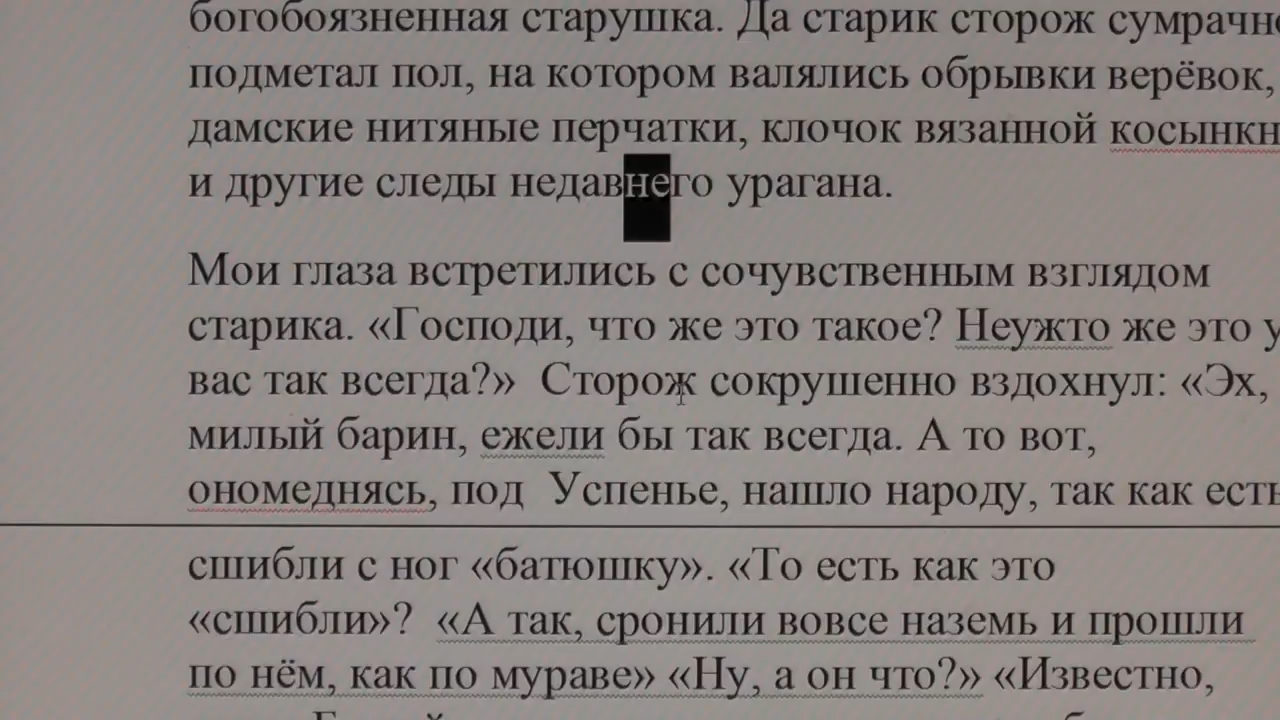 богобоязненная старушка. Да старик сторож сумрачно
подметал пол, на котором валялись обрывки верёвок,
дамские нитяные перчатки, клочок вязанной косынкн
и другие следы недавнего урагана.
Мои глаза встретились с сочувственным взглядом
старика. «Господи, что же это такое? Неужто же это у
вас так всегда?» Сторож сокрушенно вздохнул: «Эх,
милый барин, ежели бы так всегда. А то вот,
ономеднясь, под Успенье, нашло народу, так как есть
сшибли с ног «батюшку». «То есть как это
«сшибли»? «А так, сронили вовсе наземь и прошли
по нём, как по мураве» «Ну, а он что?» «Известно,